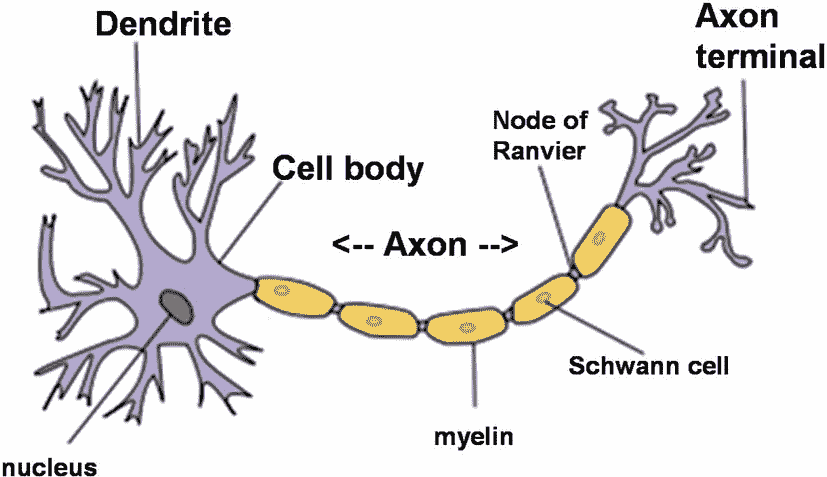 Dendrite
Axon
terminal
Node of
Ranvier
Cell body
<-- Axon -->
Schwann cell
myelin
nucleus